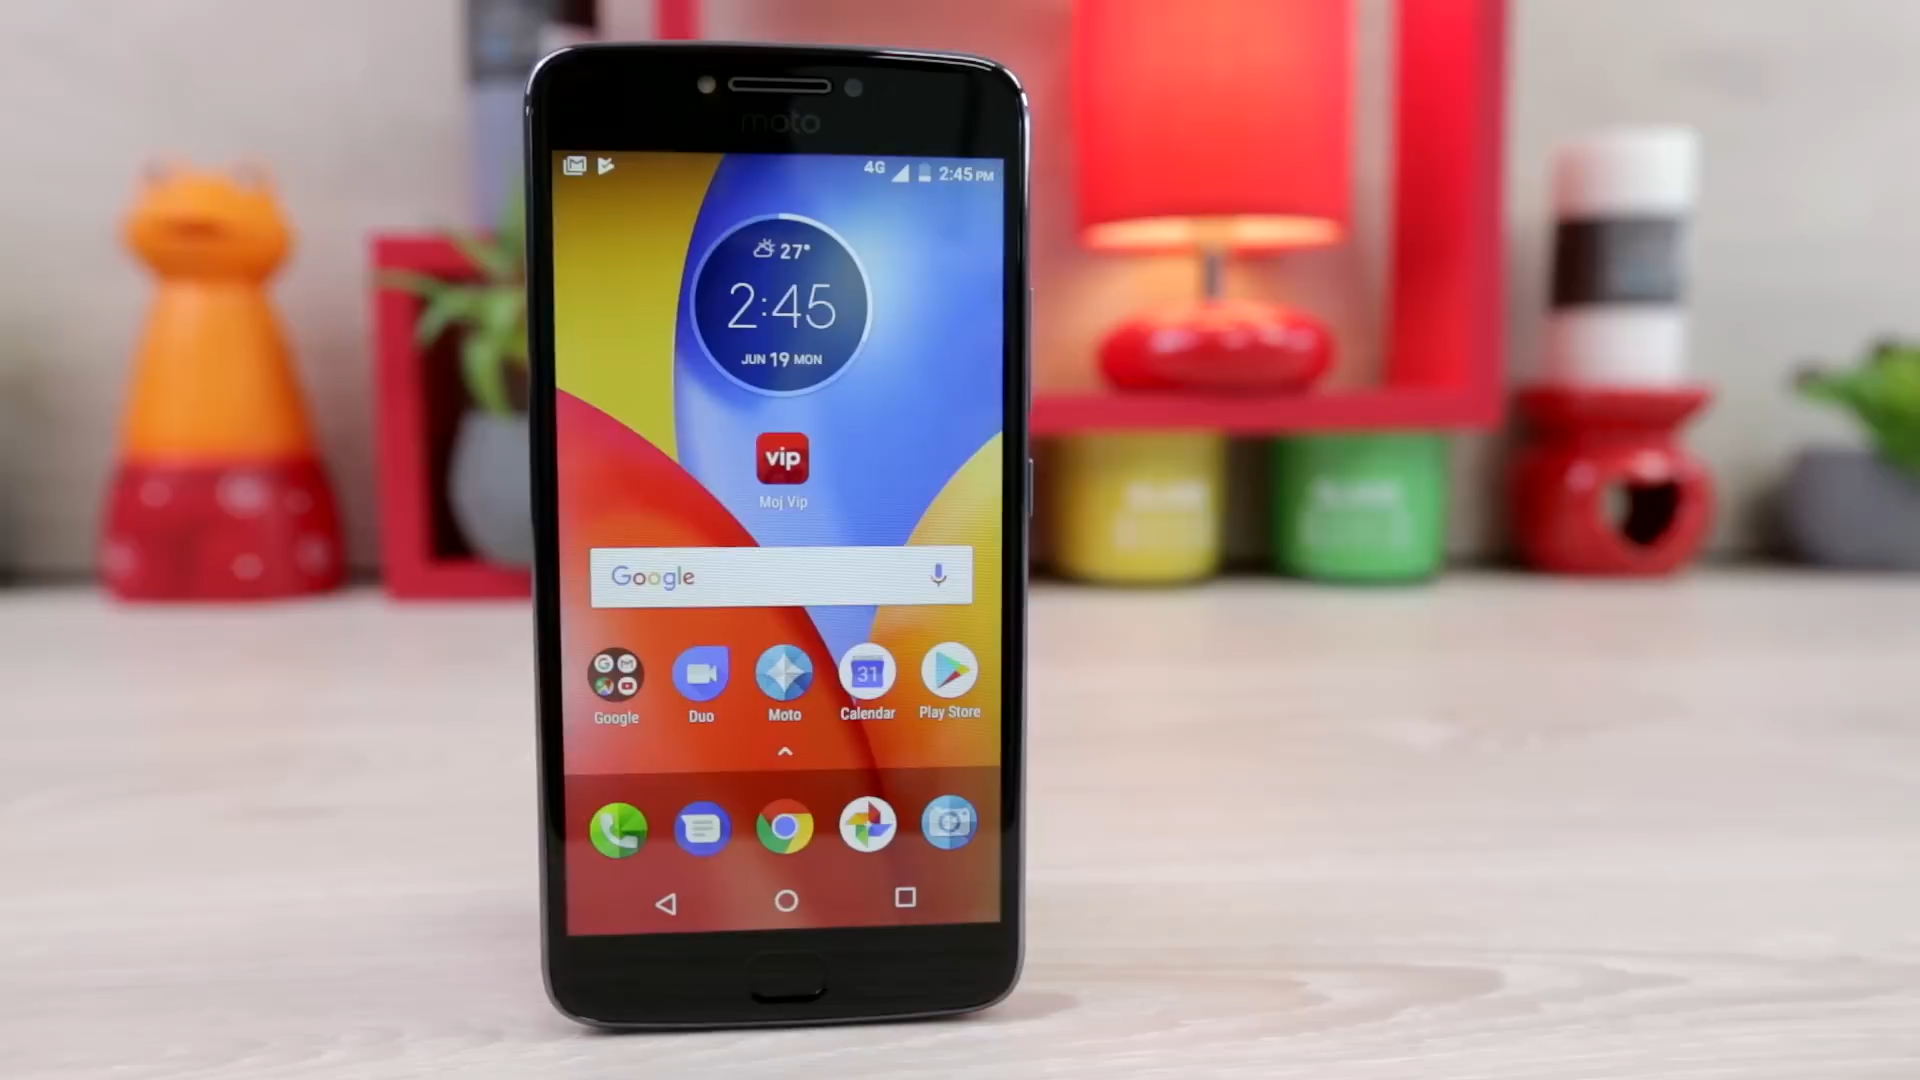 moto
4G 2:45 PM
27°
2:45
JUN 19 MON
vip
Moj Vip
Google
31
Google Duo Moto Calendar Play Store